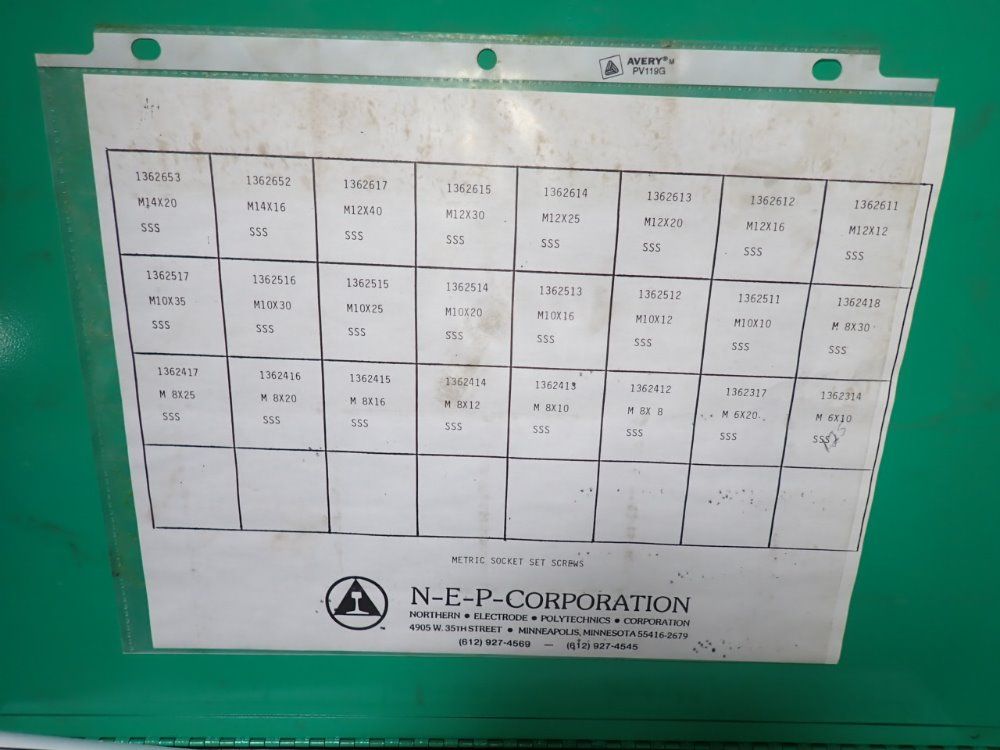 AVERY®™
PV119G
1362653 1362652 1362617 1362615 1362614 1362613 1362612 1362611
M14X20 M14X16 M12X40 M12X30 M12X25 M12X20 M12X16 M12X12
SSS SSS SSS SSS SSS SSS SSS SSS
1362517 1362516 1362515 1362514 1362513 1362512 1362511 1362418
M10X35 M10X30 M10X25 M10X20 M10X16 M10X12 M10X10 M 8X30
SSS SSS SSS SSS SSS SSS SSS SSS
1362417 1362416 1362415 1362414 1362413 1362412 1362317 1362314
M 8X25 M 8X20 M 8X16 M 8X12 M 8X10 M 8X 8 M 6X20 M 6X10
SSS SSS SSS SSS SSS SSS SSS SSS
METRIC SOCKET SET SCREWS
N-E-P-CORPORATION
NORTHERN • ELECTRODE • POLYTECHNICS • CORPORATION
4905 W. 35TH STREET • MINNEAPOLIS, MINNESOTA 55416-2679
(612) 927-4569 — (612) 927-4545